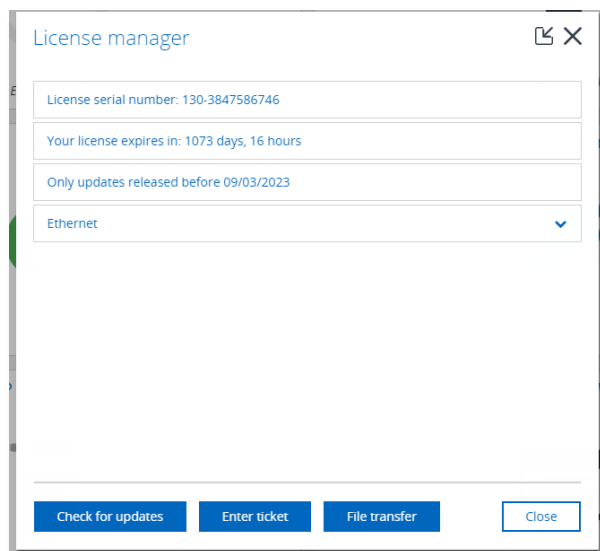 License manager
License serial number: 130-3847586746
Your license expires in: 1073 days, 16 hours
Only updates released before 09/03/2023
Ethernet
Check for updates
Enter ticket
File transfer
Close